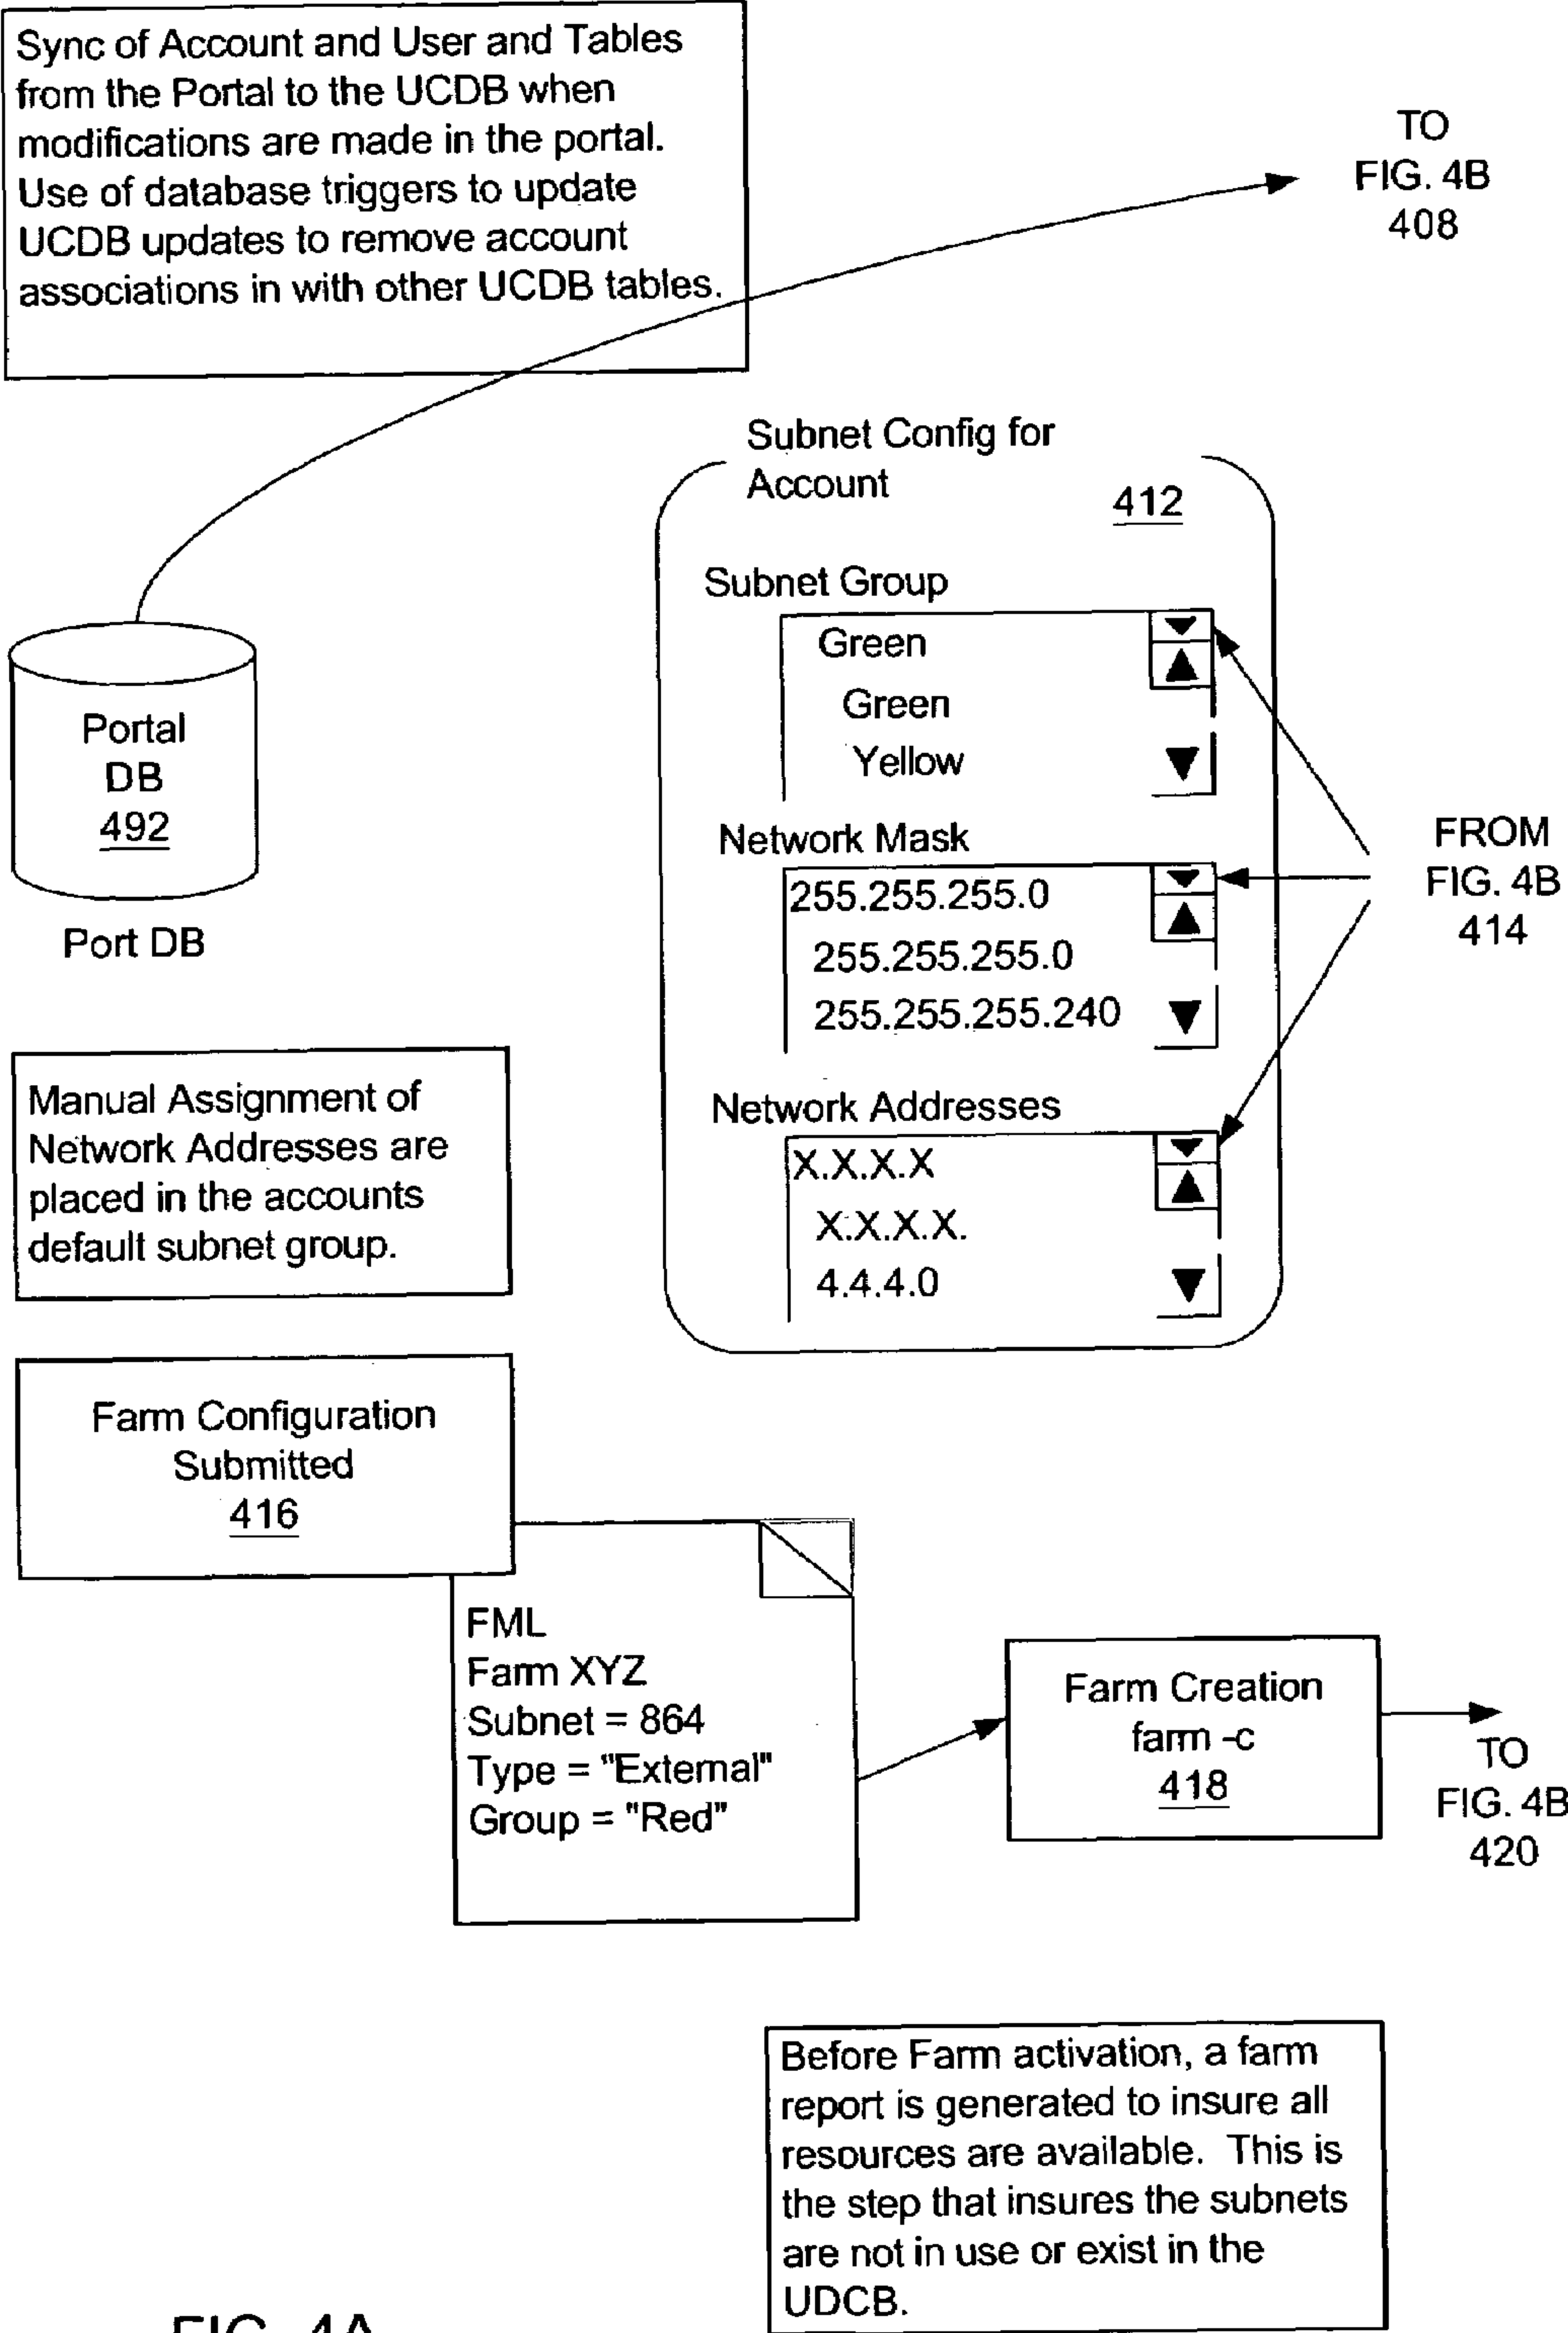 Sync of Account and User and Tables
from the Portal to the UCDB when
modifications are made in the portal.
Use of database triggers to update
UCDB updates to remove account
associations in with other UCDB tables.
TO
FIG. 4B
408
Subnet Config for
Account
412
Subnet Group
Green
Green
Yellow
Portal
DB
492
Port DB
Network Mask
255.255.255.0
255.255.255.0
255.255.255.240
FROM
FIG. 4B
414
Manual Assignment of
Network Addresses are
placed in the accounts
default subnet group.
Network Addresses
X.X.X.X
X.X.X.X.
4.4.4.0
Farm Configuration
Submitted
416
FML
Farm XYZ
Subnet = 864
Type = "External"
Group = "Red"
Farm Creation
farm -c
418
TO
FIG. 4B
420
Before Farm activation, a farm
report is generated to insure all
resources are available. This is
the step that insures the subnets
are not in use or exist in the
UDCB.
FIG. 4A